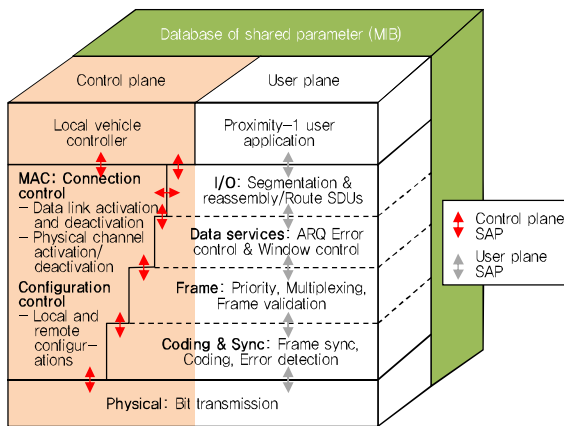 Database of shared parameter (MIB)
Control plane
User plane
Local vehicle
controller
Proximity-1 user
application
MAC: Connection
control
- Data link activation
and deactivation
- Physical channel
activation/
deactivation
Configuration
control
- Local and
remote
configur-
ations
I/O: Segmentation &
reassembly/Route SDUs
Data services: ARQ Error
control & Window control
Frame: Priority, Multiplexing,
Frame validation
Coding & Sync: Frame sync,
Coding, Error detection
Physical: Bit transmission
Control plane
SAP
User plane
SAP